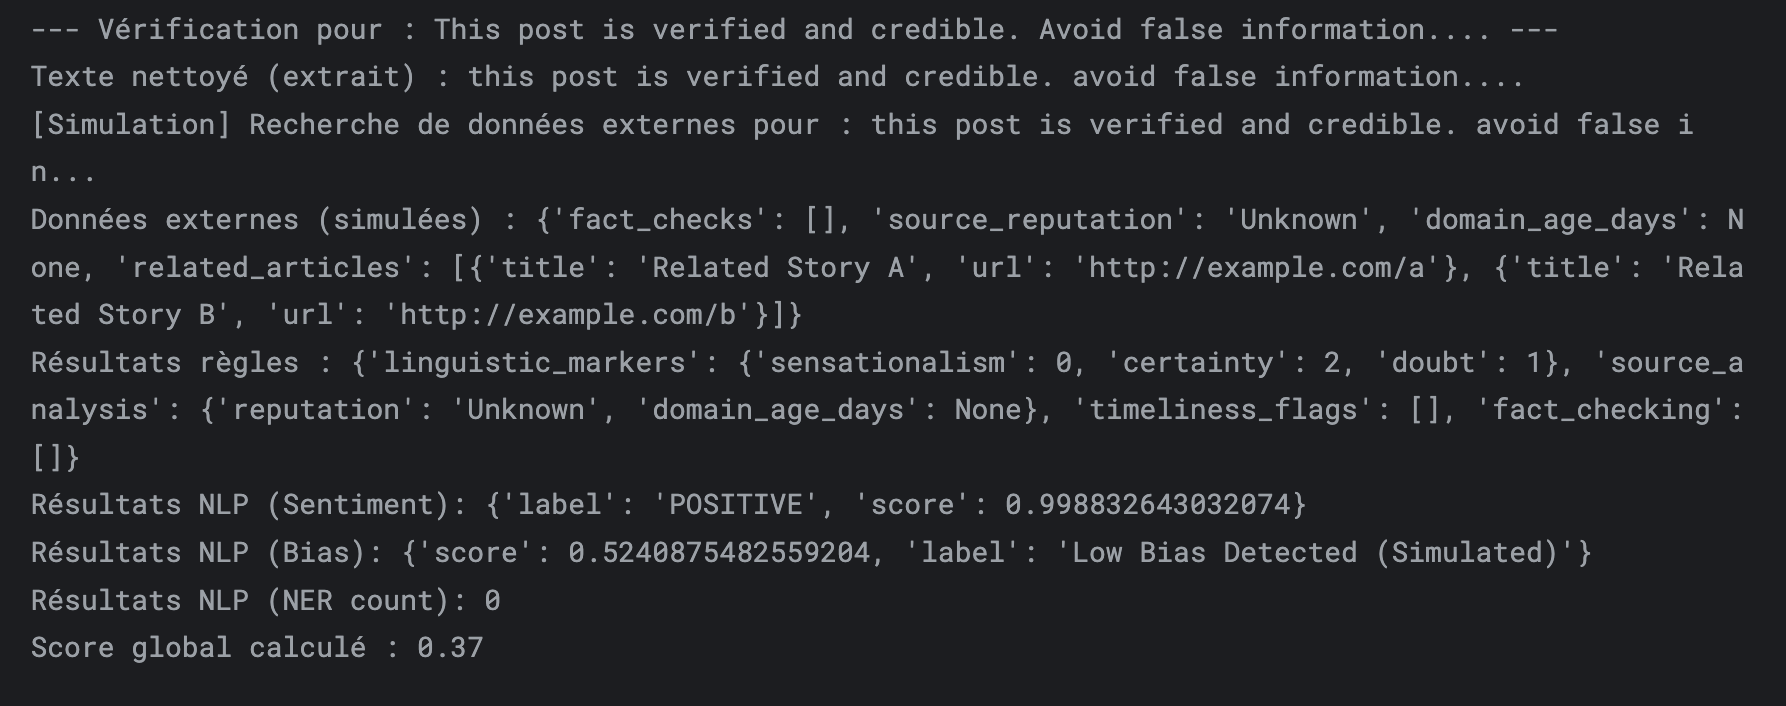 --- Vérification pour : This post is verified and credible. Avoid false information.... ---
Texte nettoyé (extrait) : this post is verified and credible. avoid false information....
[Simulation] Recherche de données externes pour : this post is verified and credible. avoid false i
n...
Données externes (simulées) : {'fact_checks': [], 'source_reputation': 'Unknown', 'domain_age_days': N
one, 'related_articles': [{'title': 'Related Story A', 'url': 'http://example.com/a'}, {'title': 'Rela
ted Story B', 'url': 'http://example.com/b'}]}
Résultats règles : {'linguistic_markers': {'sensationalism': 0, 'certainty': 2, 'doubt': 1}, 'source_a
nalysis': {'reputation': 'Unknown', 'domain_age_days': None}, 'timeliness_flags': [], 'fact_checking':
[]}
Résultats NLP (Sentiment): {'label': 'POSITIVE', 'score': 0.998832643032074}
Résultats NLP (Bias): {'score': 0.5240875482559204, 'label': 'Low Bias Detected (Simulated)'}
Résultats NLP (NER count): 0
Score global calculé : 0.37